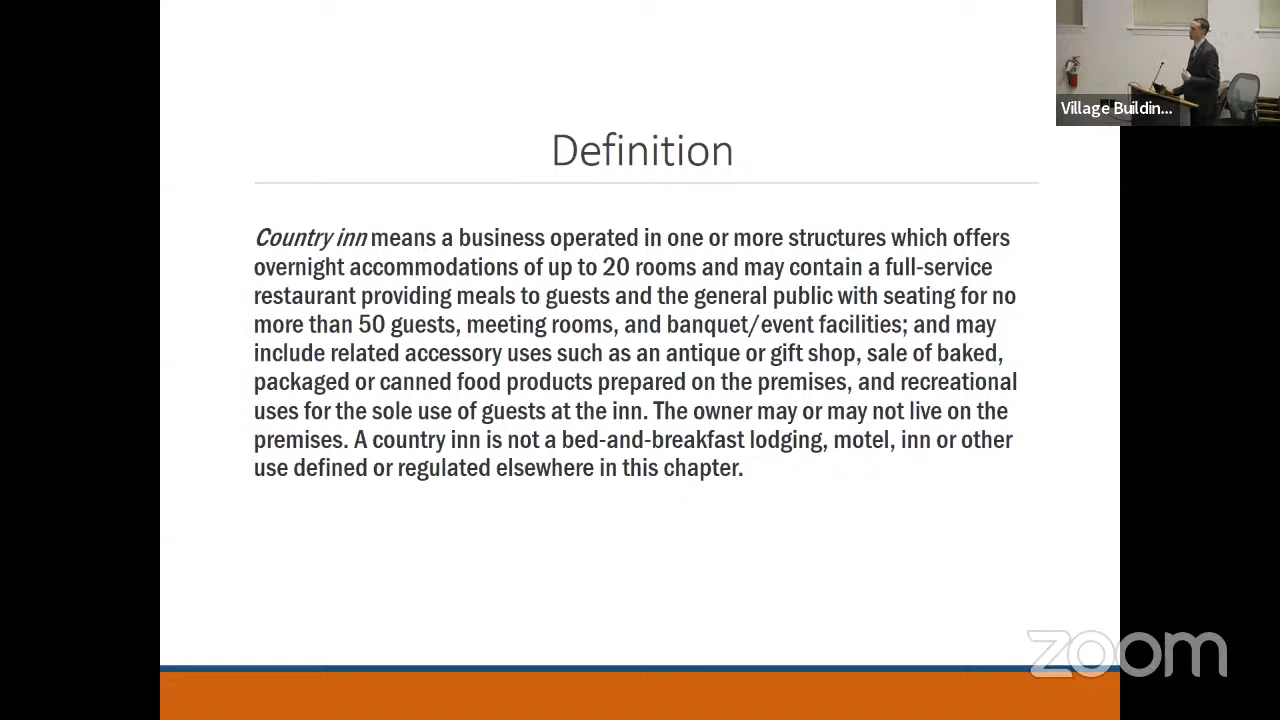 Village Buildin...
Definition
Country inn means a business operated in one or more structures which offers
overnight accommodations of up to 20 rooms and may contain a full-service
restaurant providing meals to guests and the general public with seating for no
more than 50 guests, meeting rooms, and banquet/event facilities; and may
include related accessory uses such as an antique or gift shop, sale of baked,
packaged or canned food products prepared on the premises, and recreational
uses for the sole use of guests at the inn. The owner may or may not live on the
premises. A country inn is not a bed-and-breakfast lodging, motel, inn or other
use defined or regulated elsewhere in this chapter.
zoom